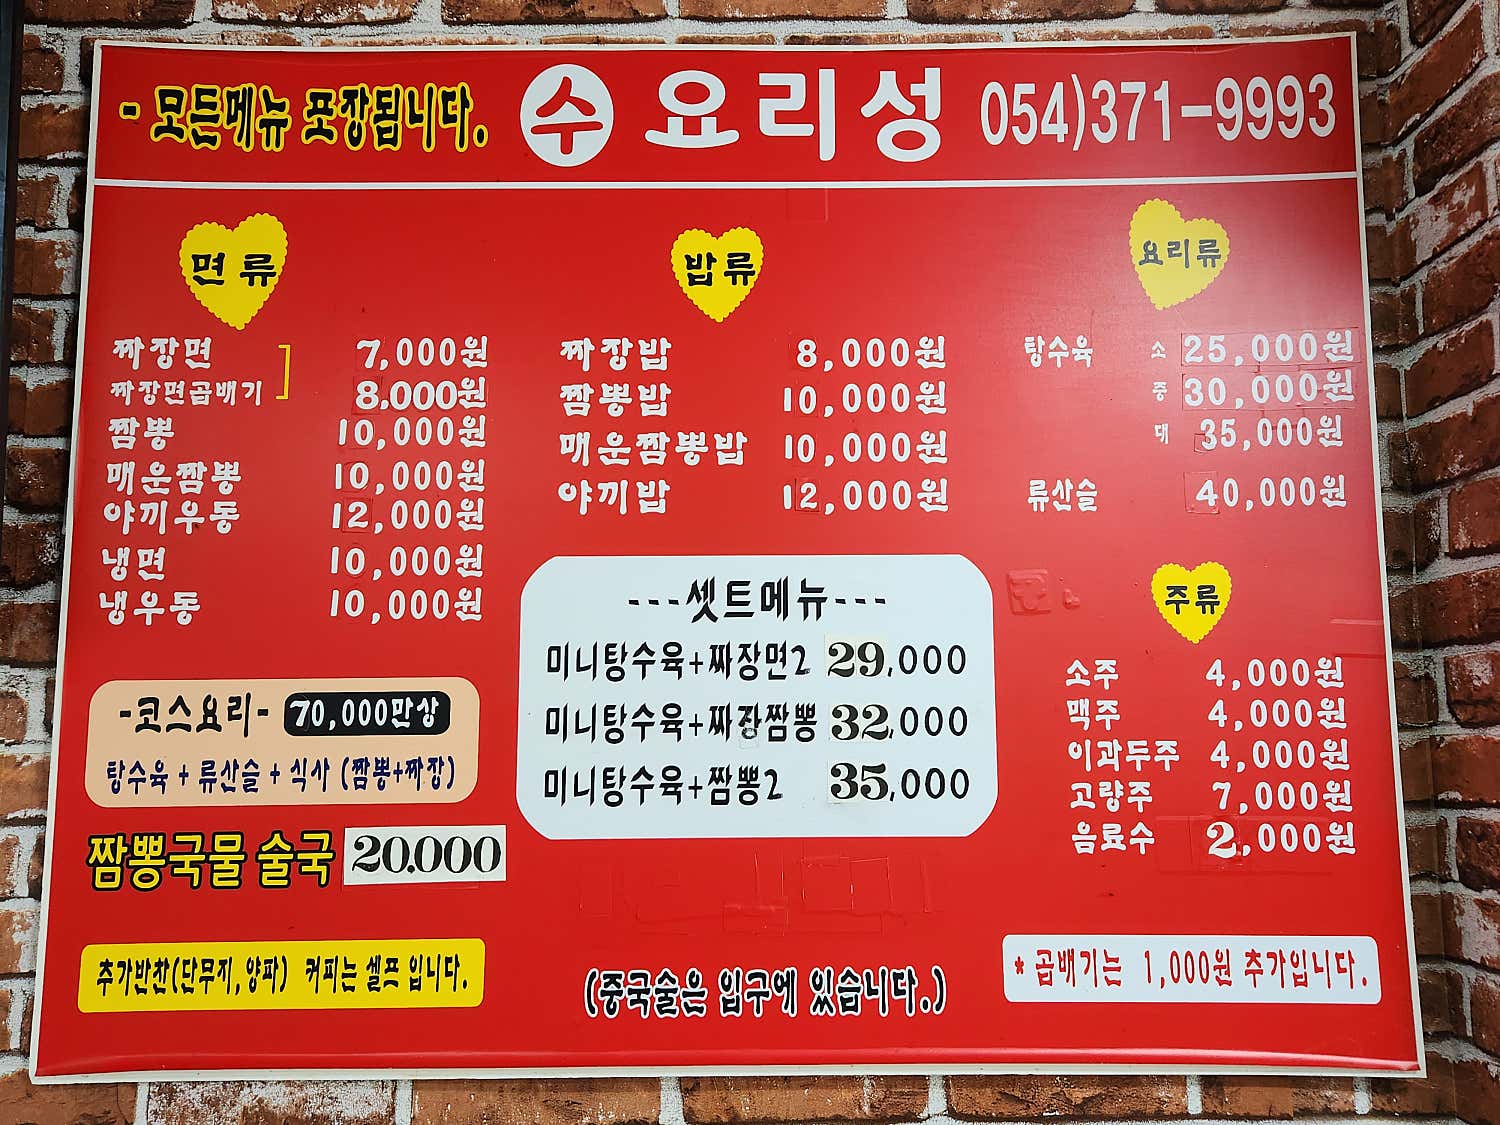 - 모든메뉴 포장됩니다. 수 요리성 054)371-9993
면류
짜장면 7,000원
짜장면곱배기 8,000원
짬뽕 10,000원
매운짬뽕 10,000원
야끼우동 12,000원
냉면 10,000원
냉우동 10,000원
-코스요리- 70,000만상
탕수육 + 류산슬 + 식사 (짬뽕+짜장)
짬뽕국물 술국 20,000
추가반찬(단무지, 양파) 커피는 셀프 입니다.
밥류
짜장밥 8,000원
짬뽕밥 10,000원
매운짬뽕밥 10,000원
야끼밥 12,000원
---셋트메뉴---
미니탕수육+짜장면2 29,000
미니탕수육+짜장짬뽕 32,000
미니탕수육+짬뽕2 35,000
(중국술은 입구에 있습니다.)
요리류
탕수육 소 25,000원
중 30,000원
대 35,000원
류산슬 40,000원
주류
소주 4,000원
맥주 4,000원
이과두주 4,000원
고량주 7,000원
음료수 2,000원
* 곱배기는 1,000원 추가입니다.